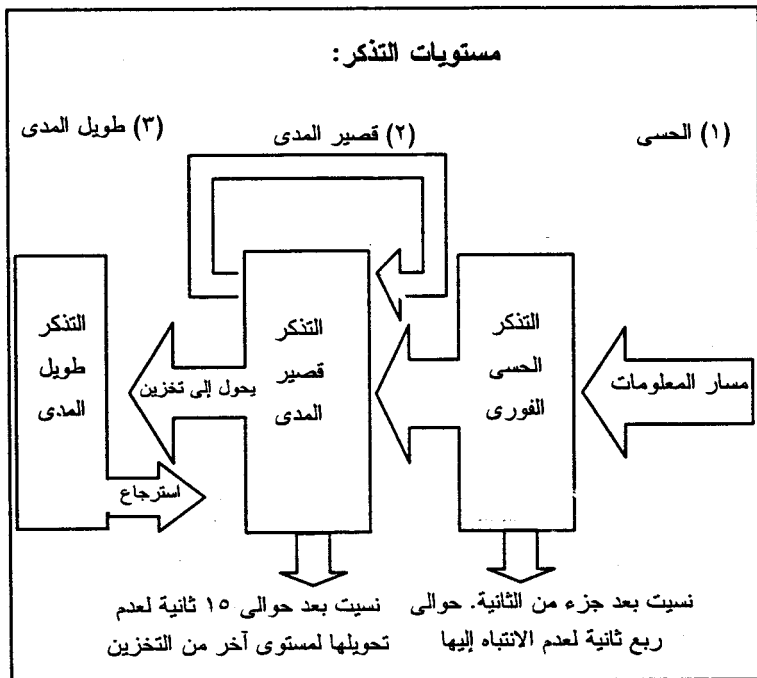 مستويات التذكر:
(١) الحسى
(٢) قصير المدى
(٣) طويل المدى
مسار المعلومات
التذكر
الحسى
الفورى
التذكر
قصير
المدى
يحول إلى تخزين
التذكر
طويل
المدى
استرجاع
نسيت بعد جزء من الثانية. حوالى
ربع ثانية لعدم الانتباه إليها
نسيت بعد حوالى ١٥ ثانية لعدم
تحويلها لمستوى آخر من التخزين